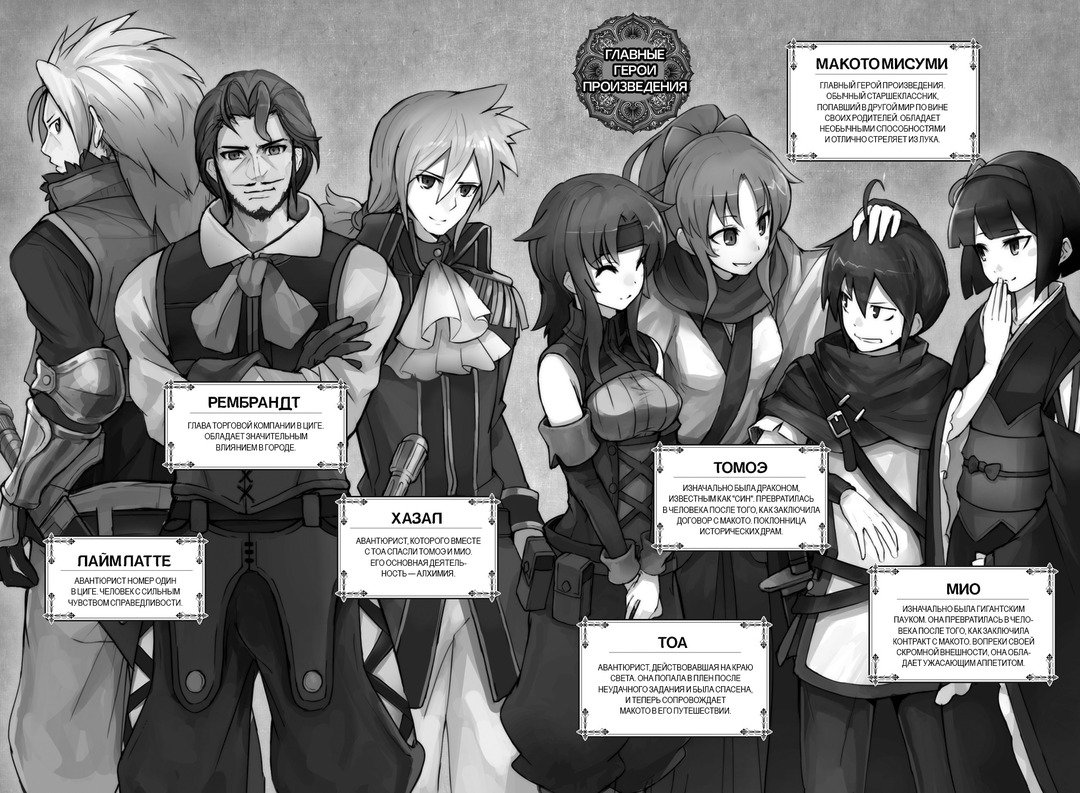 ГЛАВНЫЕ
ГЕРОИ
ПРОИЗВЕДЕНИЯ
МАКОТО МИСУМИ
ГЛАВНЫЙ ГЕРОЙ ПРОИЗВЕДЕНИЯ.
ОБЫЧНЫЙ СТАРШЕКЛАССНИК,
ПОПАВШИЙ В ДРУГОЙ МИР ПО ВИНЕ
СВОИХ РОДИТЕЛЕЙ. ОБЛАДАЕТ
НЕОБЫЧНЫМИ СПОСОБНОСТЯМИ
И ОТЛИЧНО СТРЕЛЯЕТ ИЗ ЛУКА.
РЕМБРАНДТ
ГЛАВА ТОРГОВОЙ КОМПАНИИ В ЦИГЕ.
ОБЛАДАЕТ ЗНАЧИТЕЛЬНЫМ
ВЛИЯНИЕМ В ГОРОДЕ.
ТОМОЭ
ИЗНАЧАЛЬНО БЫЛА ДРАКОНОМ,
ИЗВЕСТНЫМ КАК "СИН". ПРЕВРАТИЛАСЬ
В ЧЕЛОВЕКА ПОСЛЕ ТОГО, КАК ЗАКЛЮЧИЛА
ДОГОВОР С МАКОТО. ПОКЛОННИЦА
ИСТОРИЧЕСКИХ ДРАМ.
ХАЗАЛ
АВАНТЮРИСТ, КОТОРОГО ВМЕСТЕ
С ТОА СПАСЛИ ТОМОЭ И МИО.
ЕГО ОСНОВНАЯ ДЕЯТЕЛЬ-
НОСТЬ — АЛХИМИЯ.
ЛАЙМ ЛАТТЕ
АВАНТЮРИСТ НОМЕР ОДИН
В ЦИГЕ. ЧЕЛОВЕК С СИЛЬНЫМ
ЧУВСТВОМ СПРАВЕДЛИВОСТИ.
МИО
ИЗНАЧАЛЬНО БЫЛА ГИГАНТСКИМ
ПАУКОМ. ОНА ПРЕВРАТИЛАСЬ В ЧЕЛО-
ВЕКА ПОСЛЕ ТОГО, КАК ЗАКЛЮЧИЛА
КОНТРАКТ С МАКОТО. ВОПРЕКИ СВОЕЙ
СКРОМНОЙ ВНЕШНОСТИ, ОНА ОБЛА-
ДАЕТ УЖАСАЮЩИМ АППЕТИТОМ.
ТОА
АВАНТЮРИСТ, ДЕЙСТВОВАВШАЯ НА КРАЮ
СВЕТА. ОНА ПОПАЛА В ПЛЕН ПОСЛЕ
НЕУДАЧНОГО ЗАДАНИЯ И БЫЛА СПАСЕНА,
И ТЕПЕРЬ СОПРОВОЖДАЕТ
МАКОТО В ЕГО ПУТЕШЕСТВИИ.